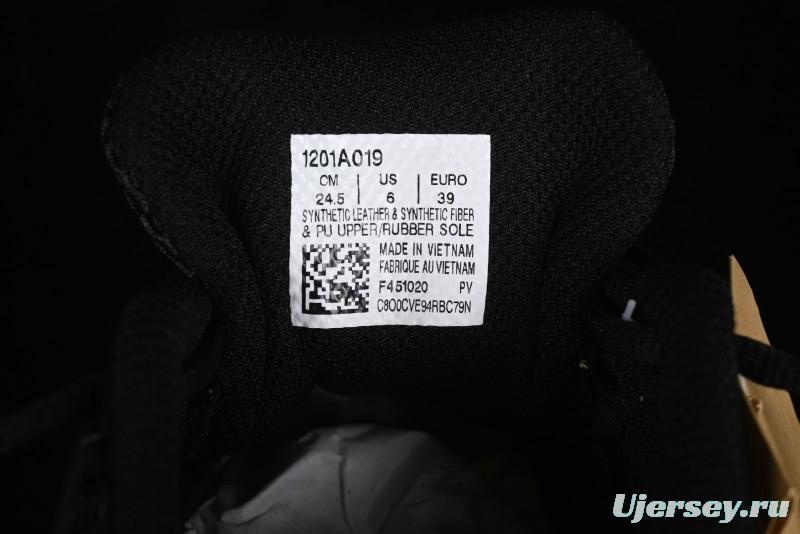 1201A019
CM | US | EURO
24.5 | 6 | 39
SYNTHETIC LEATHER & SYNTHETIC FIBER
& PU UPPER/RUBBER SOLE
MADE IN VIETNAM
FABRIQUE AU VIETNAM
F451020 PV
C8O0CVE94RBC79N
Ujersey.ru